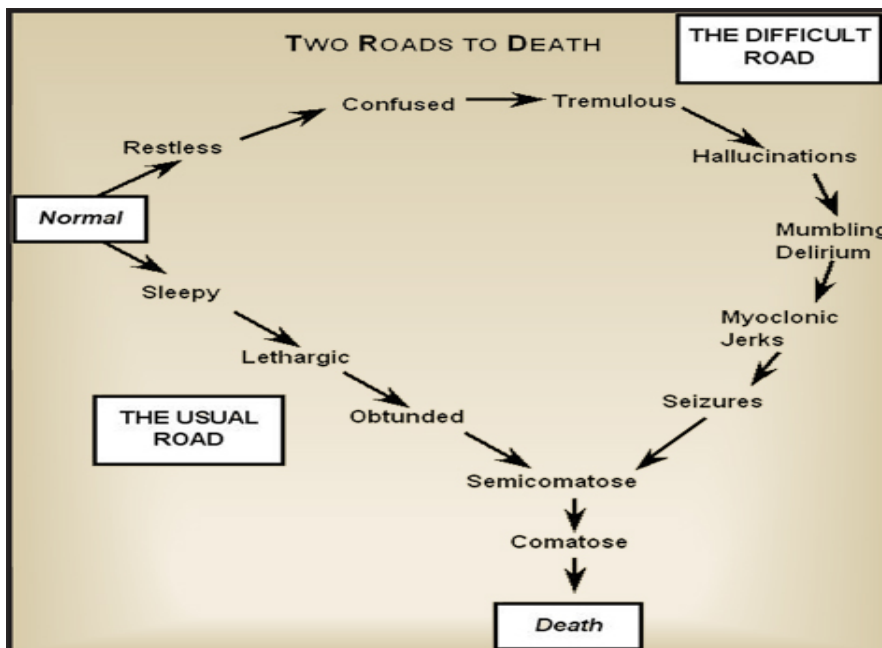 TWO ROADS TO DEATH
THE DIFFICULT
ROAD
Confused
Tremulous
Restless
Hallucinations
Normal
Mumbling
Delirium
Sleepy
Myoclonic
Jerks
Lethargic
Seizures
THE USUAL
ROAD
Obtunded
Semicomatose
Comatose
Death